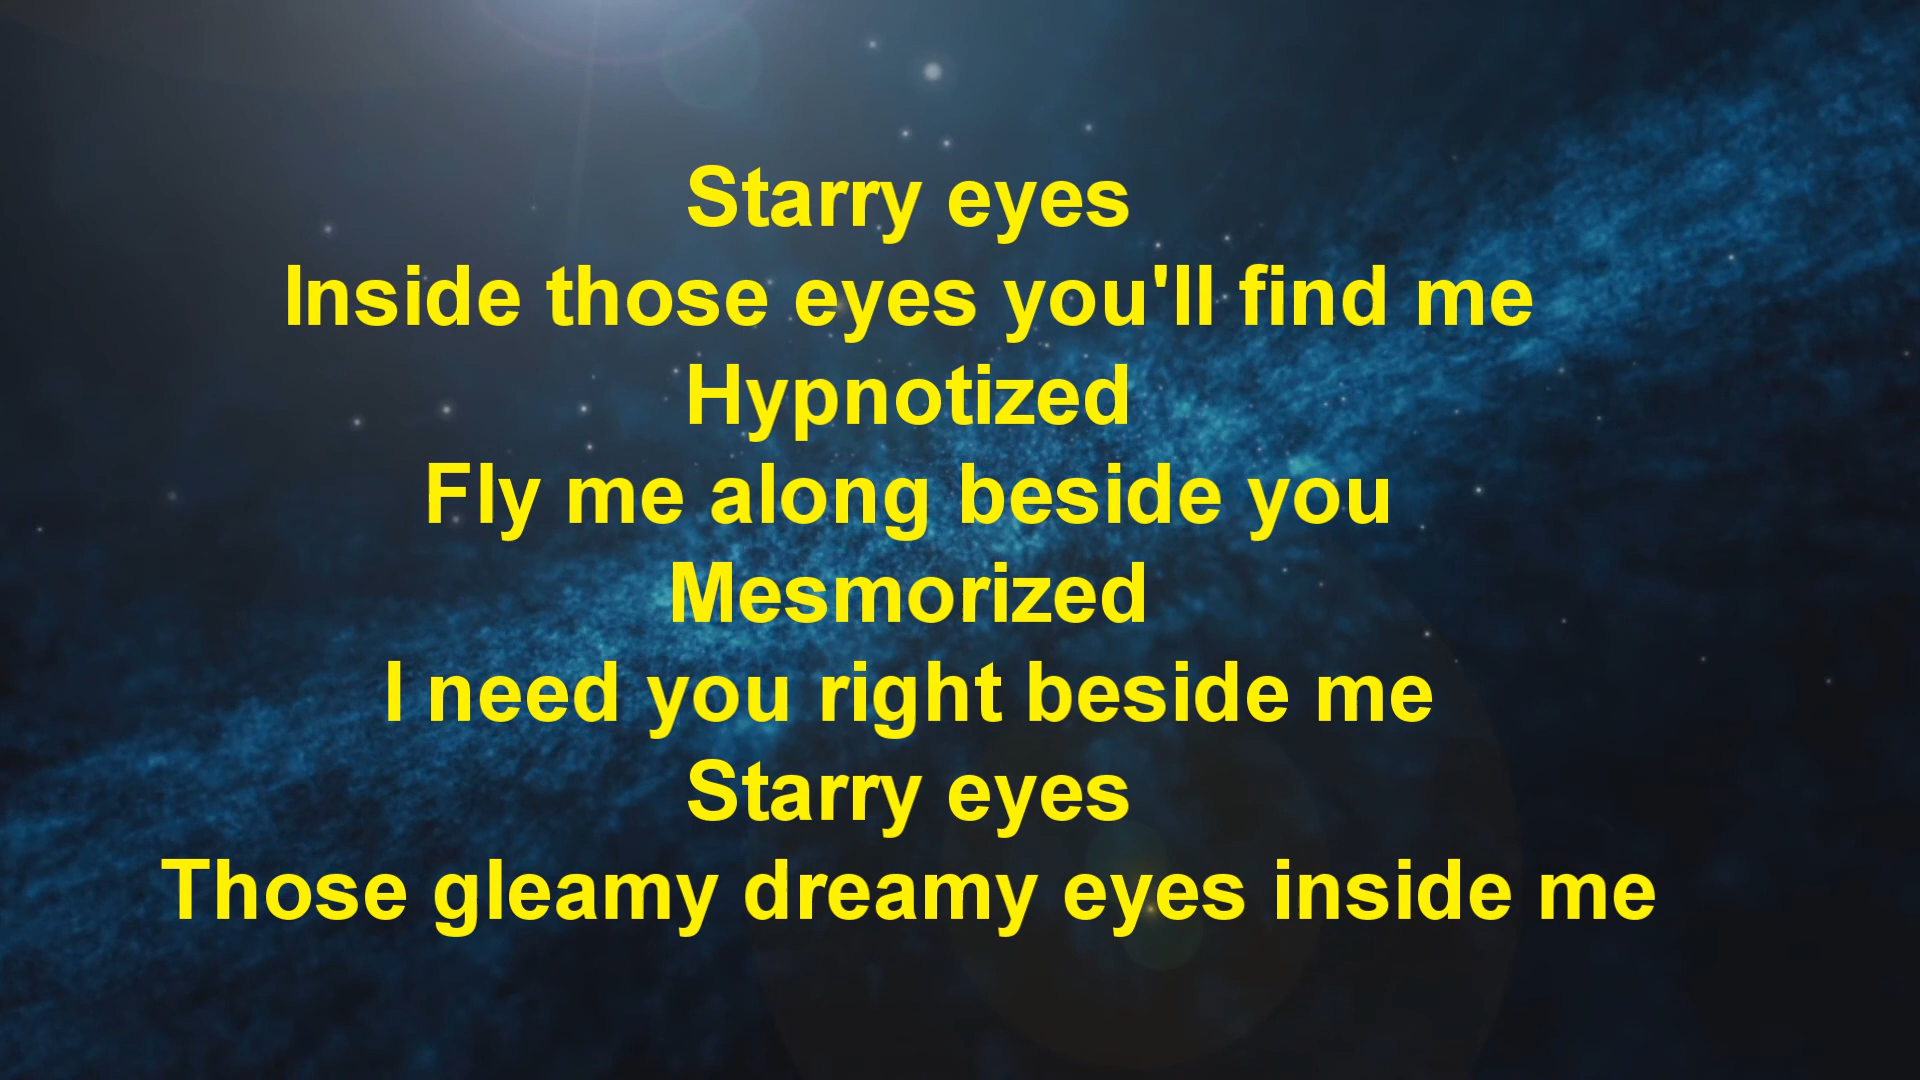 Starry eyes
Inside those eyes you'll find me
Hypnotized
Fly me along beside you
Mesmorized
I need you right beside me
Starry eyes
Those gleamy dreamy eyes inside me